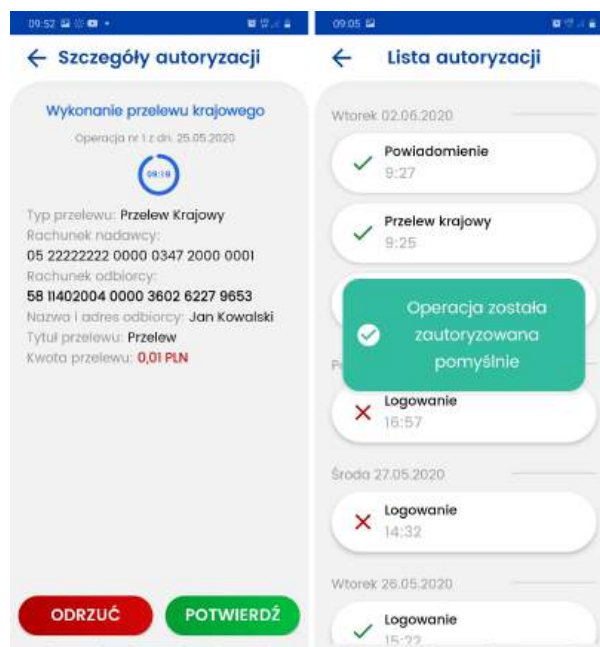 09:52
Szczegóły autoryzacji
Wykonanie przelewu krajowego
Operacja nr 1 z dn. 25.05.2020
09:16
Typ przelewu: Przelew Krajowy
Rachunek nadawcy:
05 22222222 0000 0347 2000 0001
Rachunek odbiorcy:
58 11402004 0000 3602 6227 9653
Nazwa i adres odbiorcy: Jan Kowalski
Tytuł przelewu: Przelew
Kwota przelewu: 0,01 PLN
ODRZUĆ
POTWIERDŹ
09:05
Lista autoryzacji
Wtorek 02.06.2020
Powiadomienie
9:27
Przelew krajowy
9:25
Operacja została
zautoryzowana
pomyślnie
Logowanie
16:57
Środa 27.05.2020
Logowanie
14:32
Wtorek 26.05.2020
Logowanie
15:22